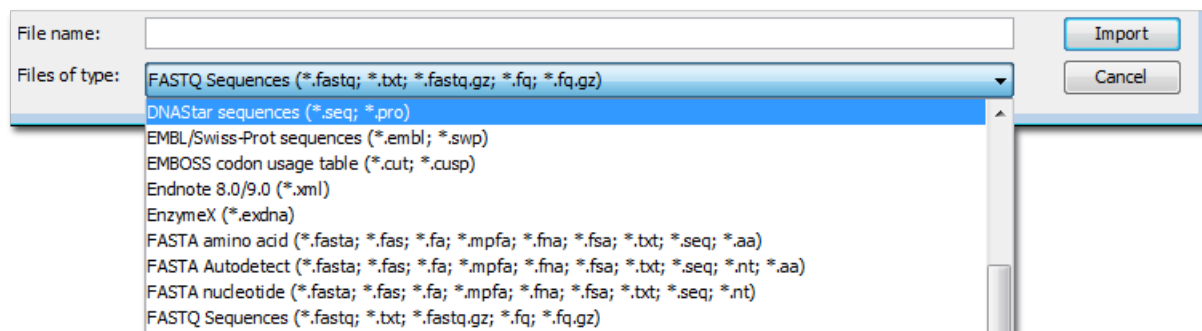 File name:
Import
Files of type:
FASTQ Sequences (*.fastq; *.txt; *.fastq.gz; *.fq; *.fq.gz)
Cancel
DNAStar sequences (*.seq; *.pro)
EMBL/Swiss-Prot sequences (*.embl; *.swp)
EMBOSS codon usage table (*.cut; *.cusp)
Endnote 8.0/9.0 (*.xml)
EnzymeX (*.exdna)
FASTA amino acid (*.fasta; *.fas; *.fa; *.mpfa; *.fna; *.fsa; *.txt; *.seq; *.aa)
FASTA Autodetect (*.fasta; *.fas; *.fa; *.mpfa; *.fna; *.fsa; *.txt; *.seq; *.nt; *.aa)
FASTA nucleotide (*.fasta; *.fas; *.fa; *.mpfa; *.fna; *.fsa; *.txt; *.seq; *.nt)
FASTQ Sequences (*.fastq; *.txt; *.fastq.gz; *.fq; *.fq.gz)